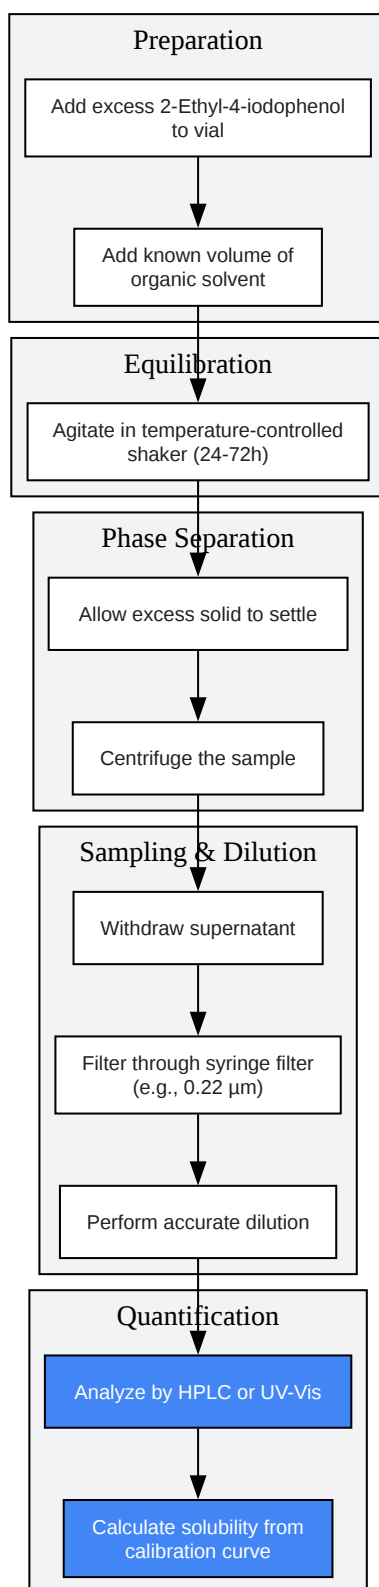 Preparation
Add excess 2-Ethyl-4-iodophenol
to vial
Add known volume of
organic solvent
Equilibration
Agitate in temperature-controlled
shaker (24-72h)
Phase Separation
Allow excess solid to settle
Centrifuge the sample
Sampling & Dilution
Withdraw supernatant
Filter through syringe filter
(e.g., 0.22 µm)
Perform accurate dilution
Quantification
Analyze by HPLC or UV-Vis
Calculate solubility from
calibration curve